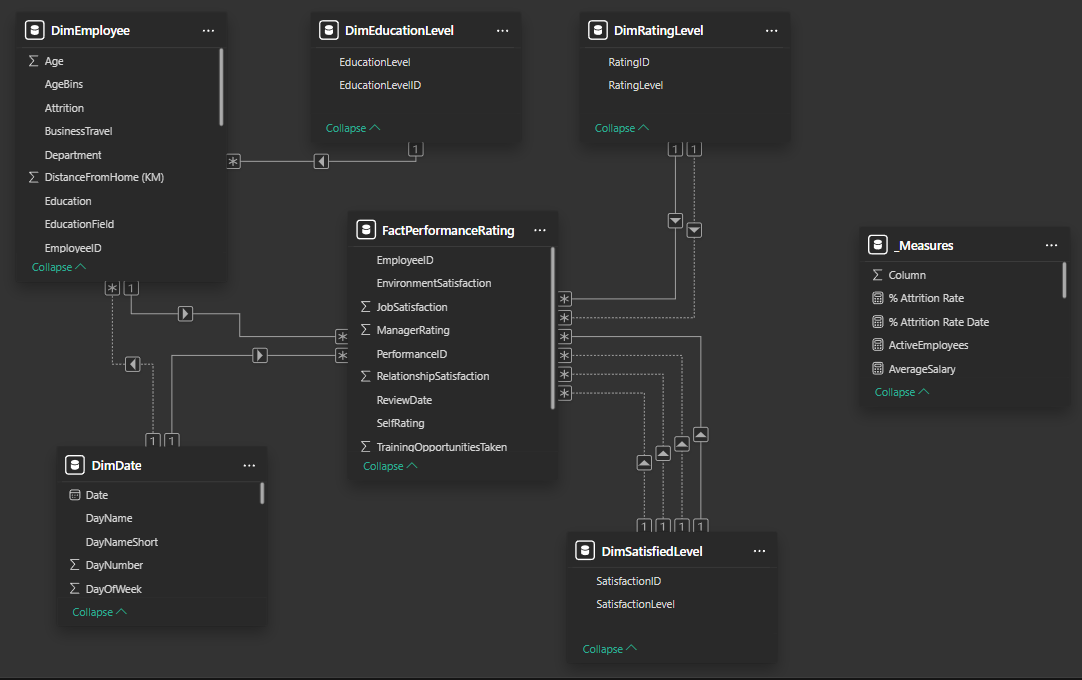 DimEmployee
Age
AgeBins
Attrition
BusinessTravel
Department
DistanceFromHome (KM)
Education
EducationField
EmployeeID
Collapse
DimEducationLevel
EducationLevel
EducationLevelID
Collapse
DimRatingLevel
RatingID
RatingLevel
Collapse
1
1
1
1
FactPerformanceRating
EmployeeID
EnvironmentSatisfaction
JobSatisfaction
ManagerRating
PerformanceID
RelationshipSatisfaction
ReviewDate
SelfRating
TrainingOpportunitiesTaken
Collapse
_Measures
Column
% Attrition Rate
% Attrition Rate Date
ActiveEmployees
AverageSalary
Collapse
1
1
DimDate
Date
DayName
DayNameShort
DayNumber
DayOfWeek
Collapse
1
1
1
1
DimSatisfiedLevel
SatisfactionID
SatisfactionLevel
Collapse